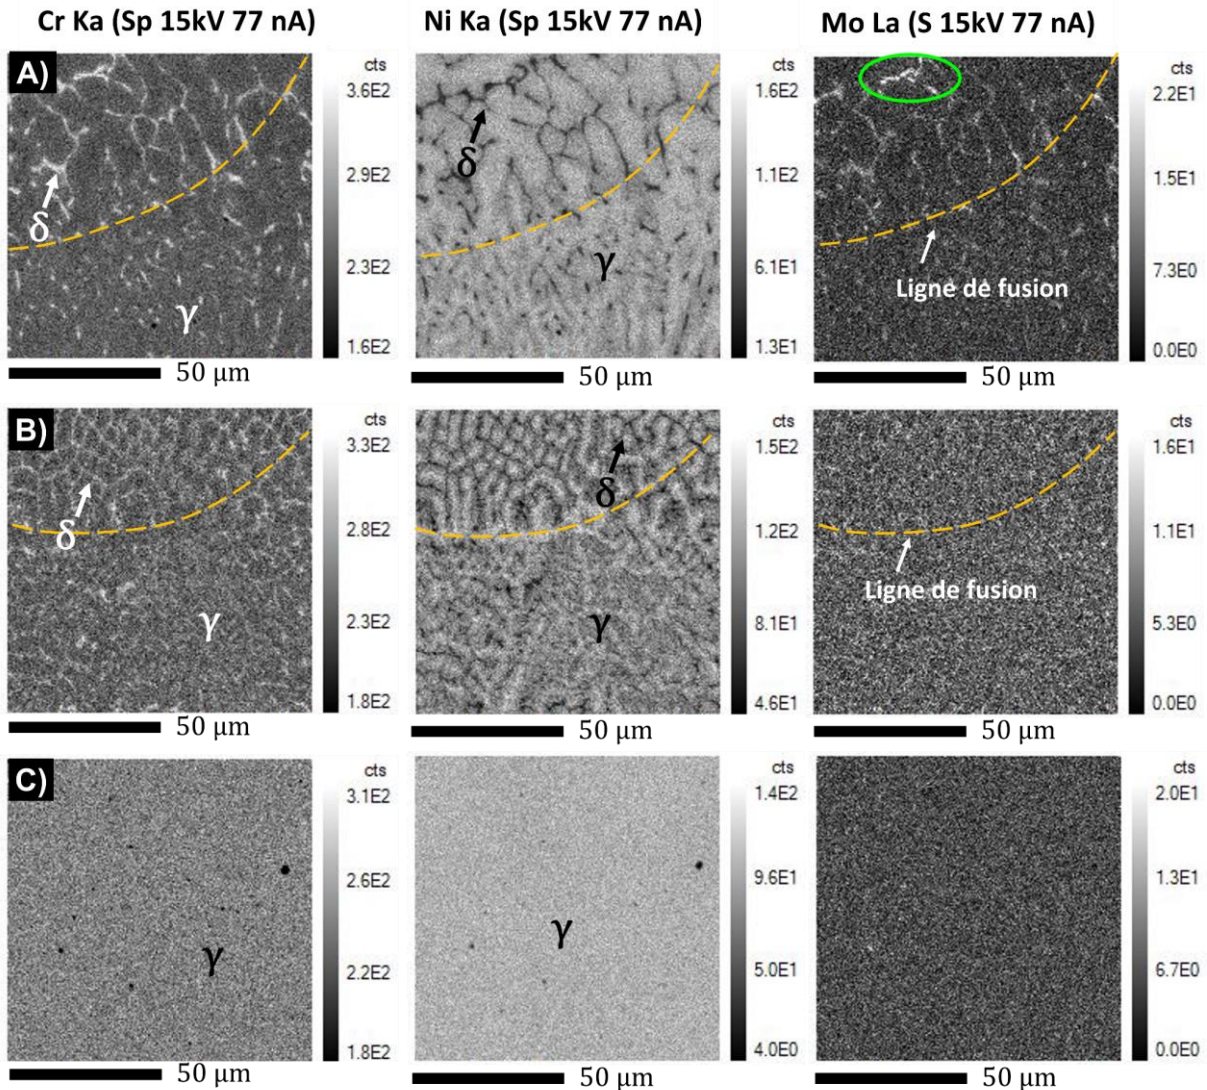 Cr Ka (Sp 15kV 77 nA)
Ni Ka (Sp 15kV 77 nA)
Mo La (S 15kV 77 nA)
A)
δ
γ
cts
3.6E2
2.9E2
2.3E2
1.6E2
50 μm
δ
γ
cts
1.6E2
1.1E2
6.1E1
1.3E1
50 μm
Ligne de fusion
cts
2.2E1
1.5E1
7.3E0
0.0E0
50 μm
B)
δ
γ
cts
3.3E2
2.8E2
2.3E2
1.8E2
50 μm
δ
γ
cts
1.5E2
1.2E2
8.1E1
4.6E1
50 μm
Ligne de fusion
cts
1.6E1
1.1E1
5.3E0
0.0E0
50 μm
C)
γ
cts
3.1E2
2.6E2
2.2E2
1.8E2
50 μm
γ
cts
1.4E2
9.6E1
5.0E1
4.0E0
50 μm
cts
2.0E1
1.3E1
6.7E0
0.0E0
50 μm